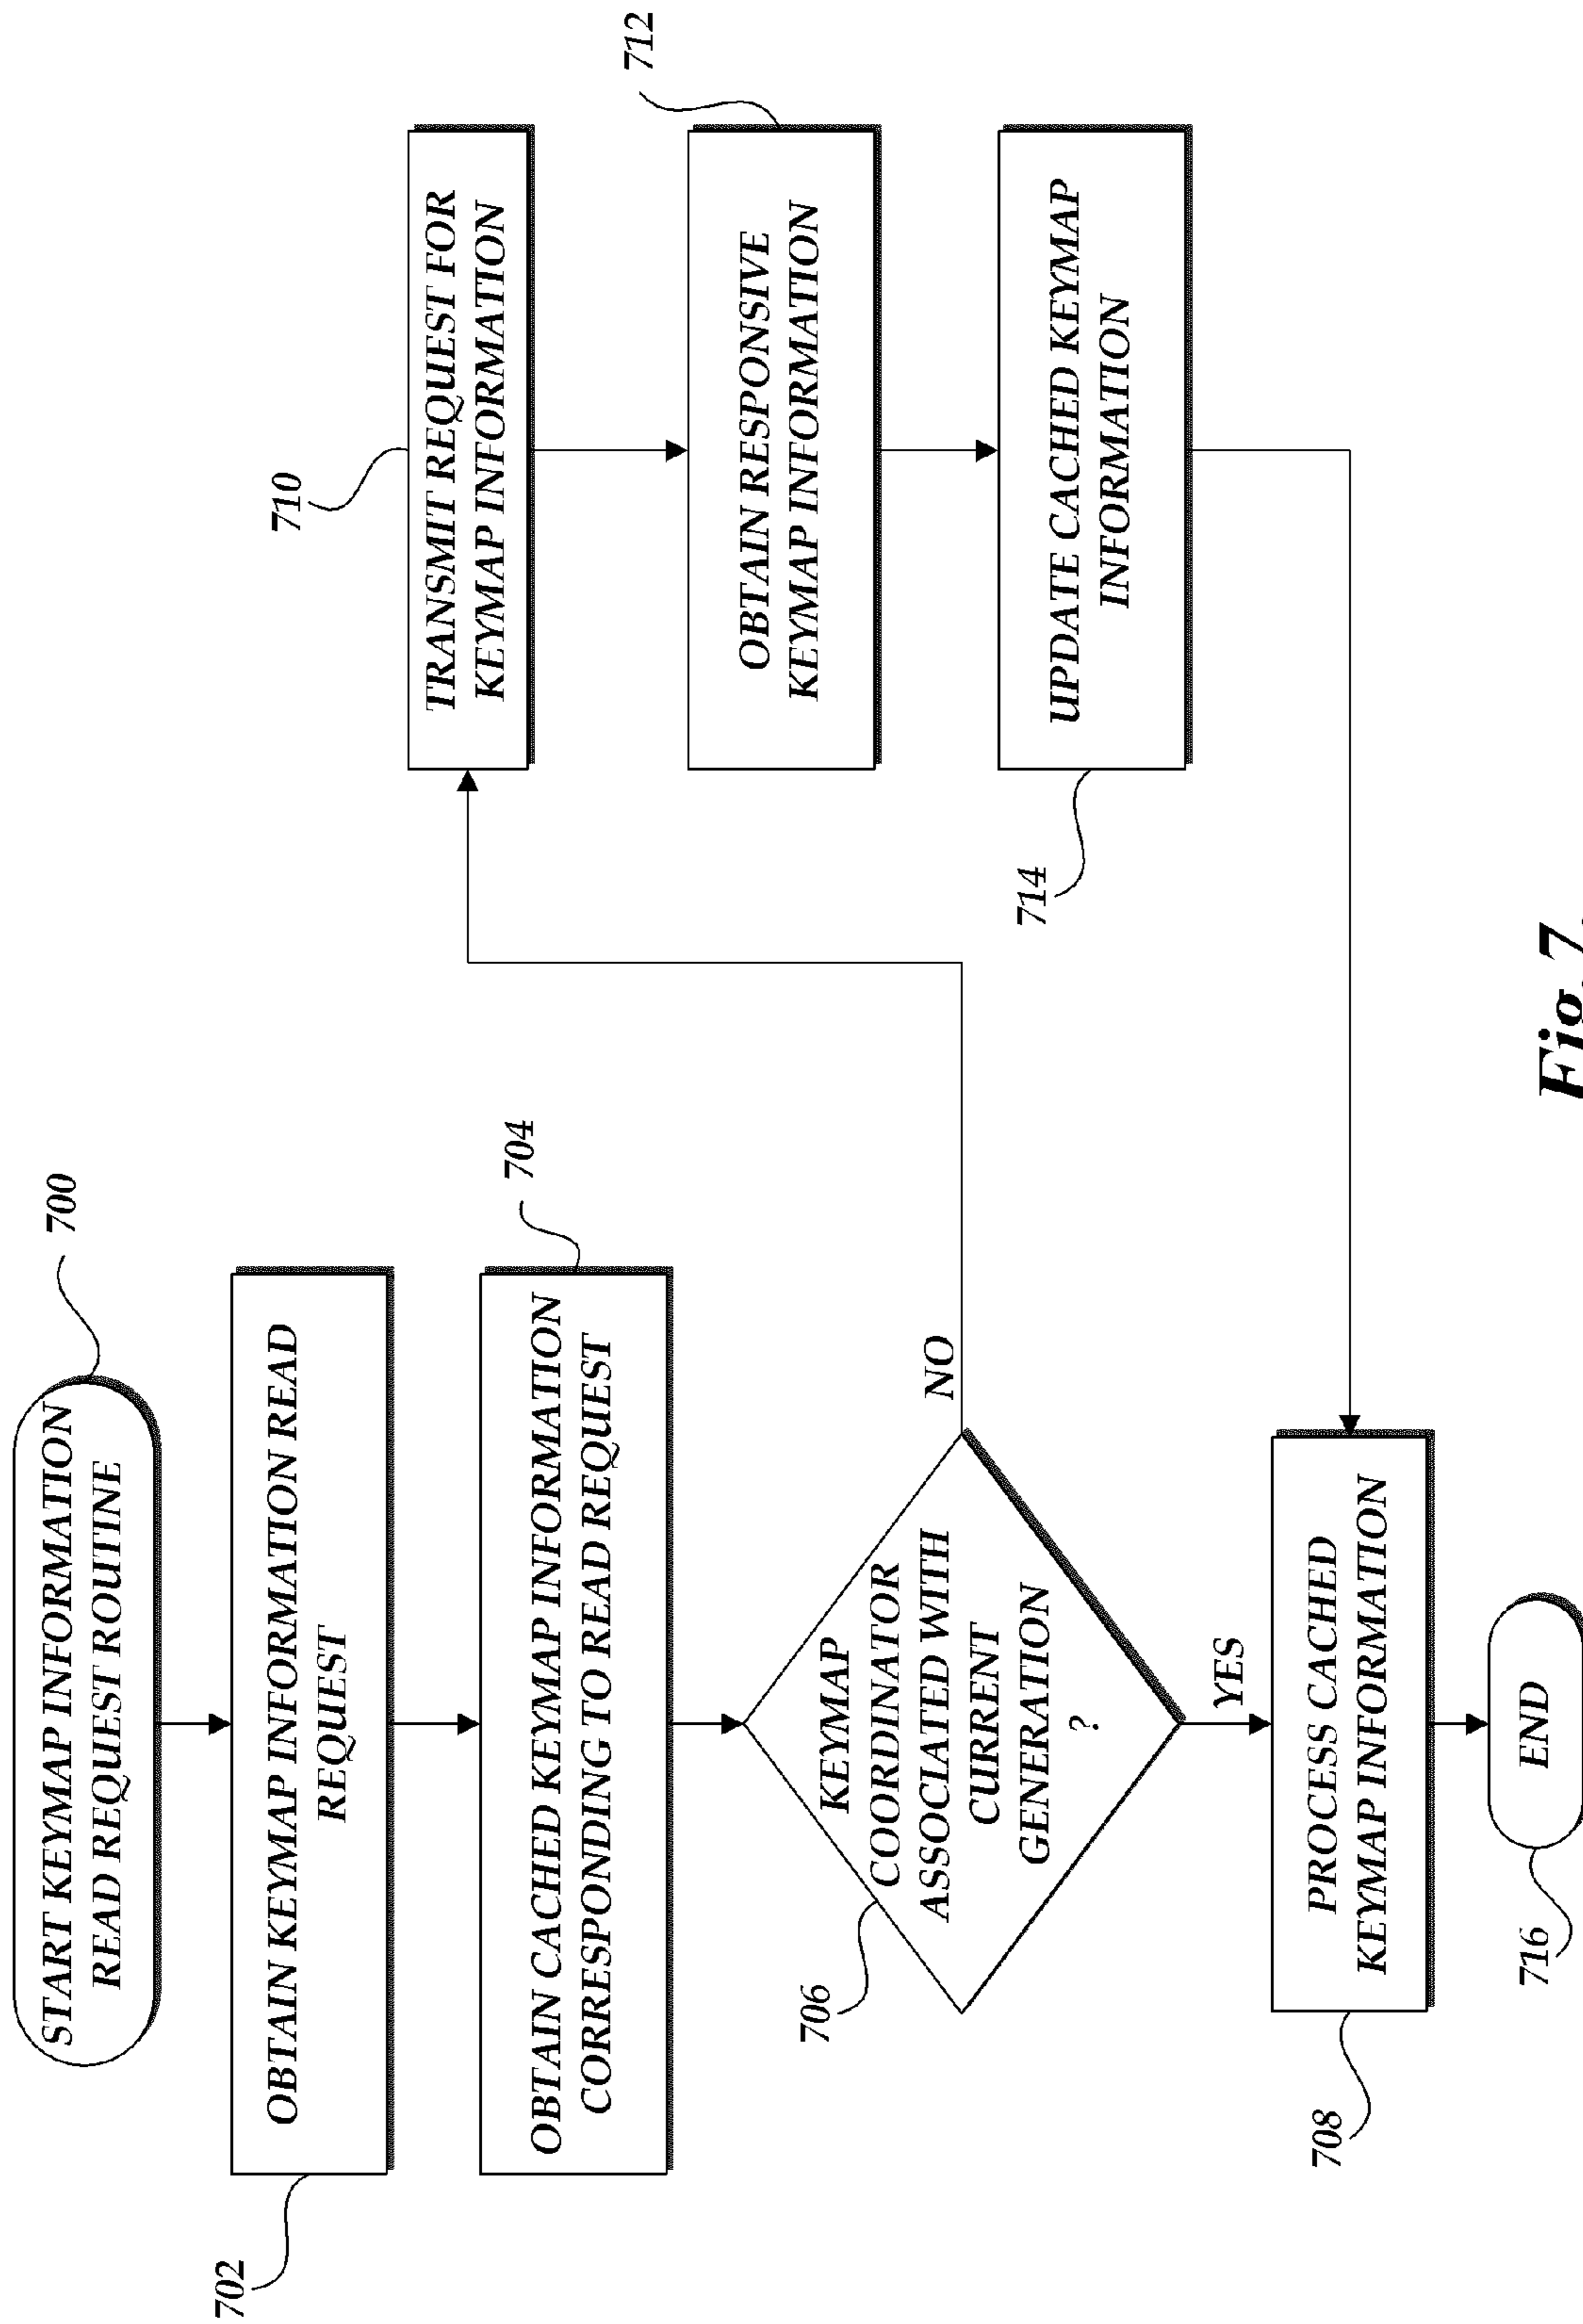 START KEYMAP INFORMATION
READ REQUEST ROUTINE
700
OBTAIN KEYMAP INFORMATION READ
REQUEST
702
OBTAIN CACHED KEYMAP INFORMATION
CORRESPONDING TO READ REQUEST
704
KEYMAP
COORDINATOR
ASSOCIATED WITH
CURRENT
GENERATION
?
706
NO
YES
PROCESS CACHED
KEYMAP INFORMATION
708
END
716
710
TRANSMIT REQUEST FOR
KEYMAP INFORMATION
712
OBTAIN RESPONSIVE
KEYMAP INFORMATION
UPDATE CACHED KEYMAP
INFORMATION
714
Fig.7.